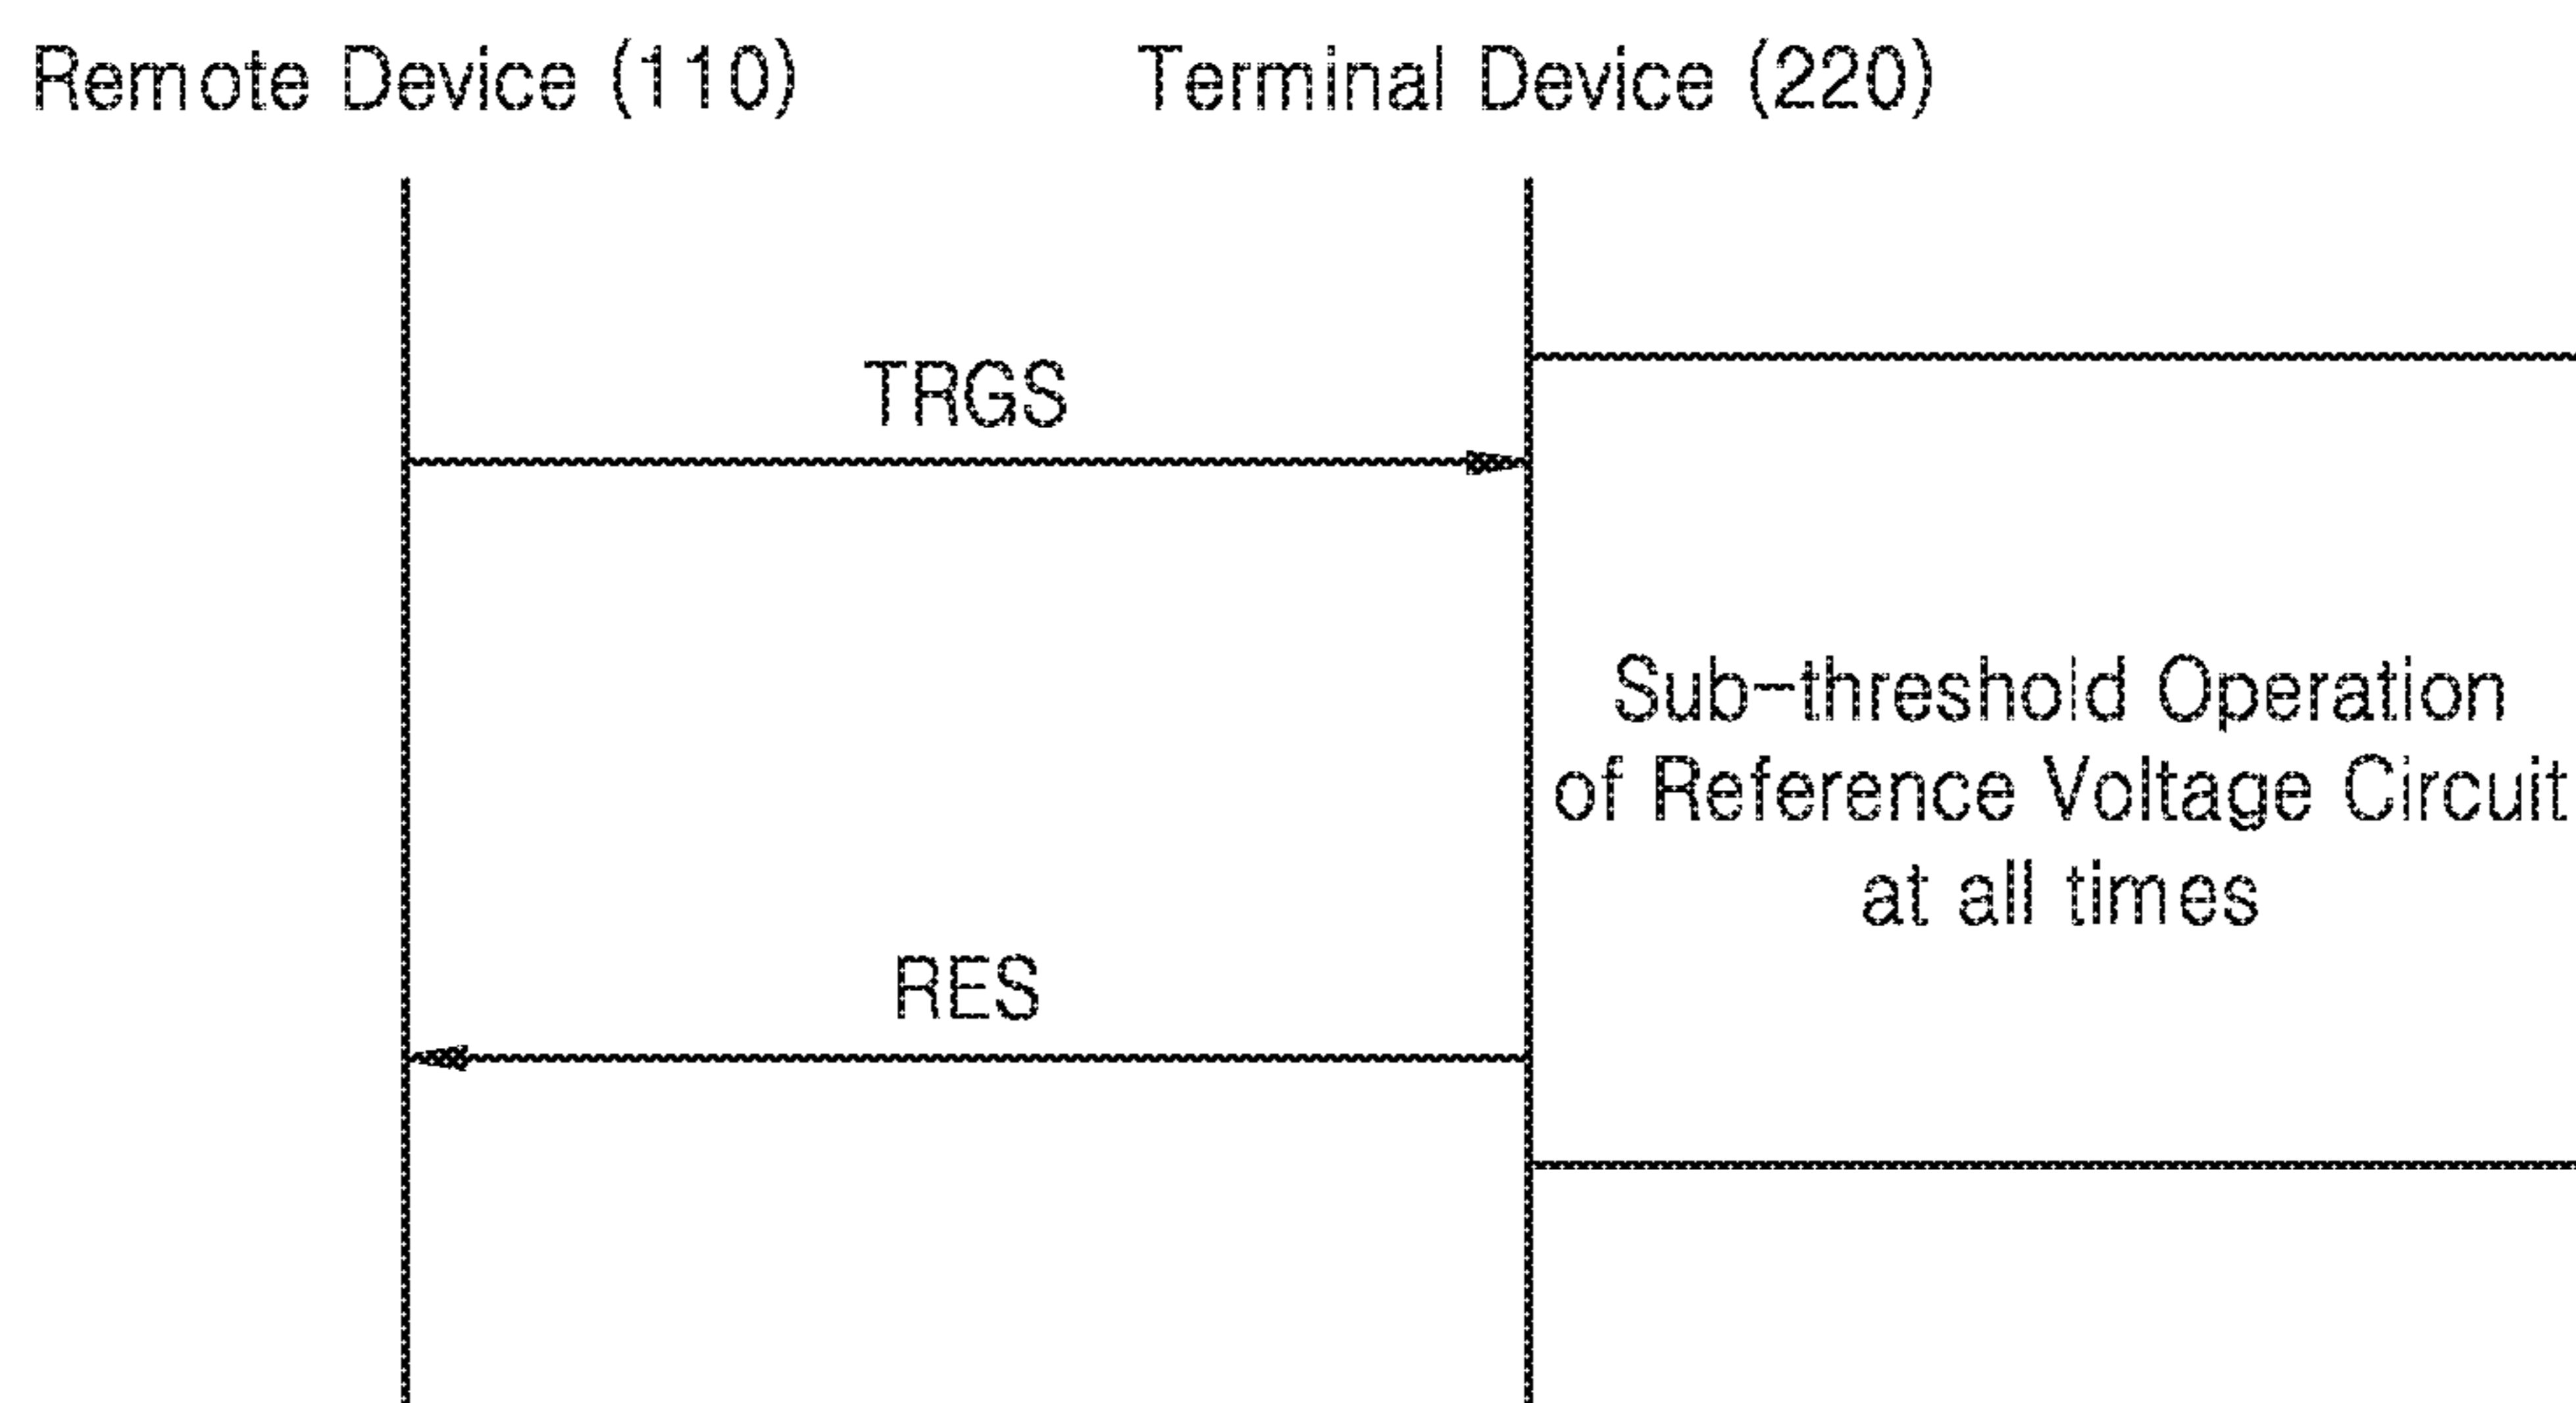 Remote Device (110)
Terminal Device (220)
TRGS
Sub-threshold Operation
of Reference Voltage Circuit
at all times
RES